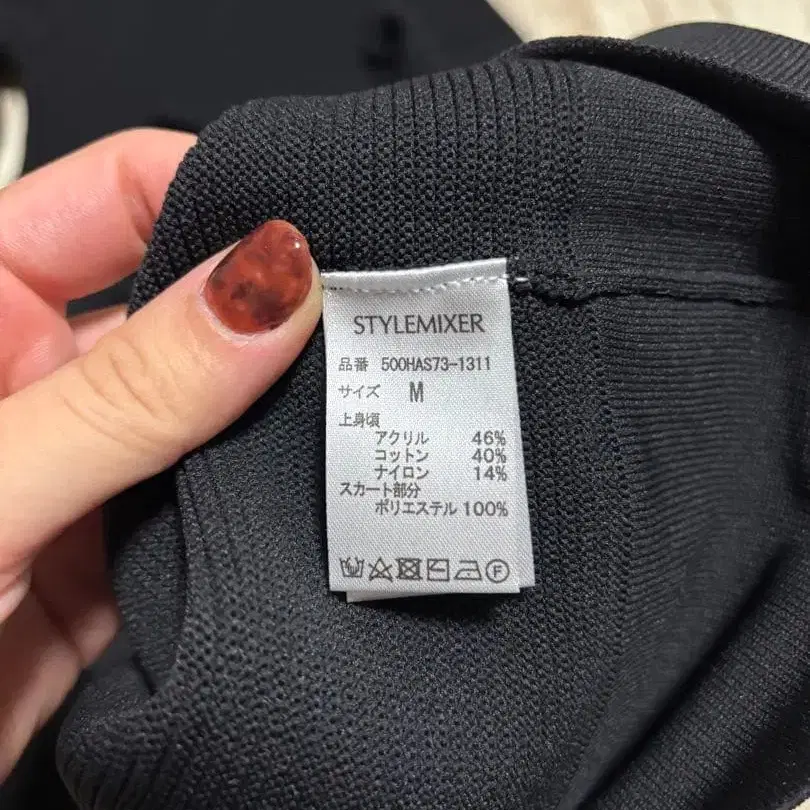 STYLEMIXER
品番 500HAS73-1311
サイズ M
上身頃
アクリル 46%
コットン 40%
ナイロン 14%
スカート部分
ポリエステル 100%
F